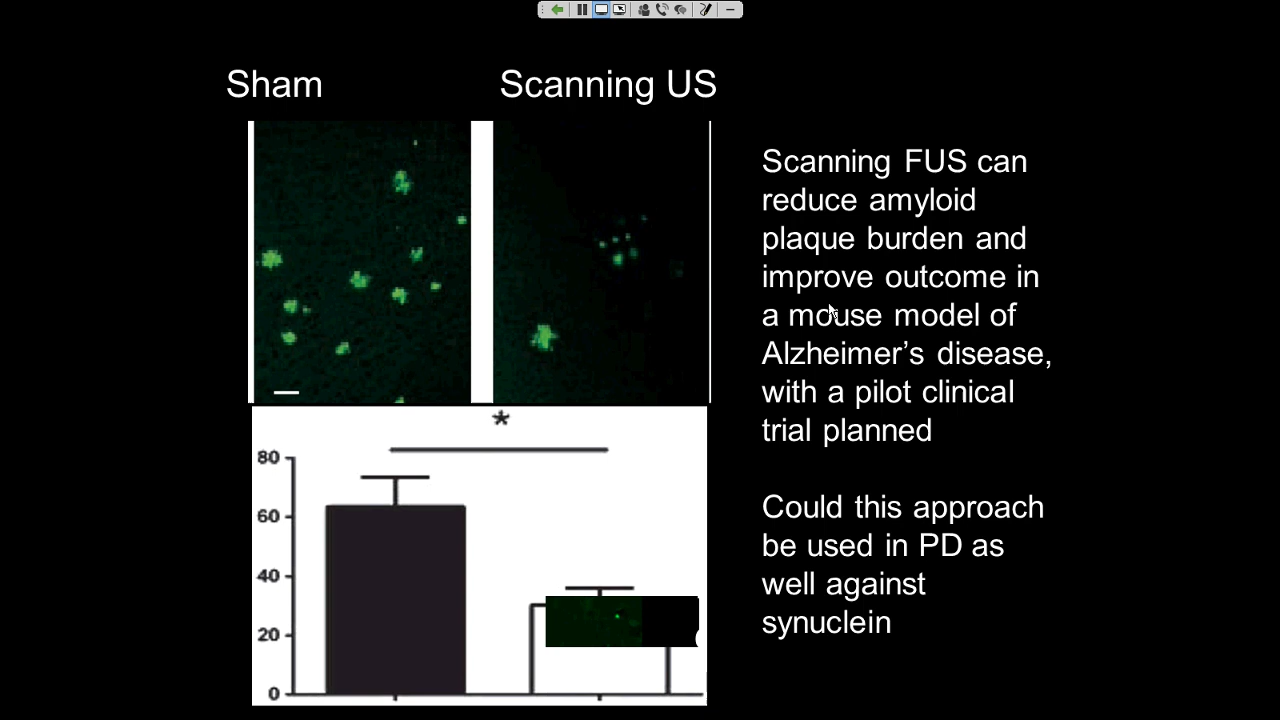 Sham
Scanning US
Scanning FUS can
reduce amyloid
plaque burden and
improve outcome in
a mouse model of
Alzheimer’s disease,
with a pilot clinical
trial planned
Could this approach
be used in PD as
well against
synuclein
*
80
60
40
20
0